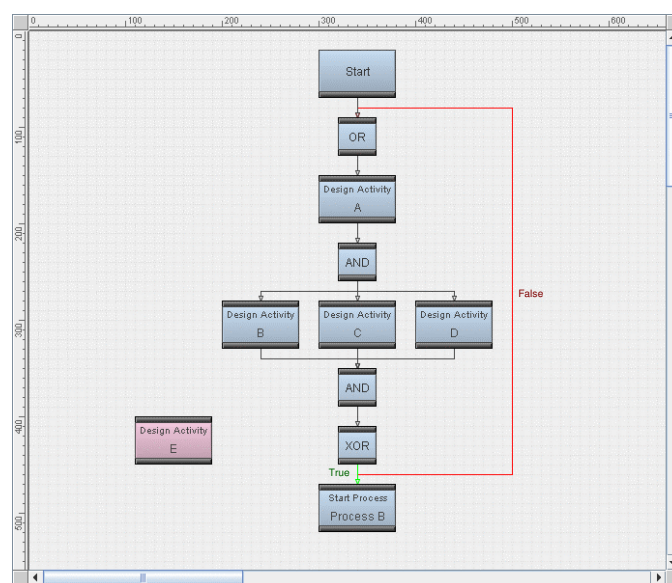 0 100 200 300 400 500 600
0
100
200
300
400
500
Start
OR
Design Activity
A
AND
Design Activity
B
Design Activity
C
Design Activity
D
False
AND
Design Activity
E
XOR
True
Start Process
Process B